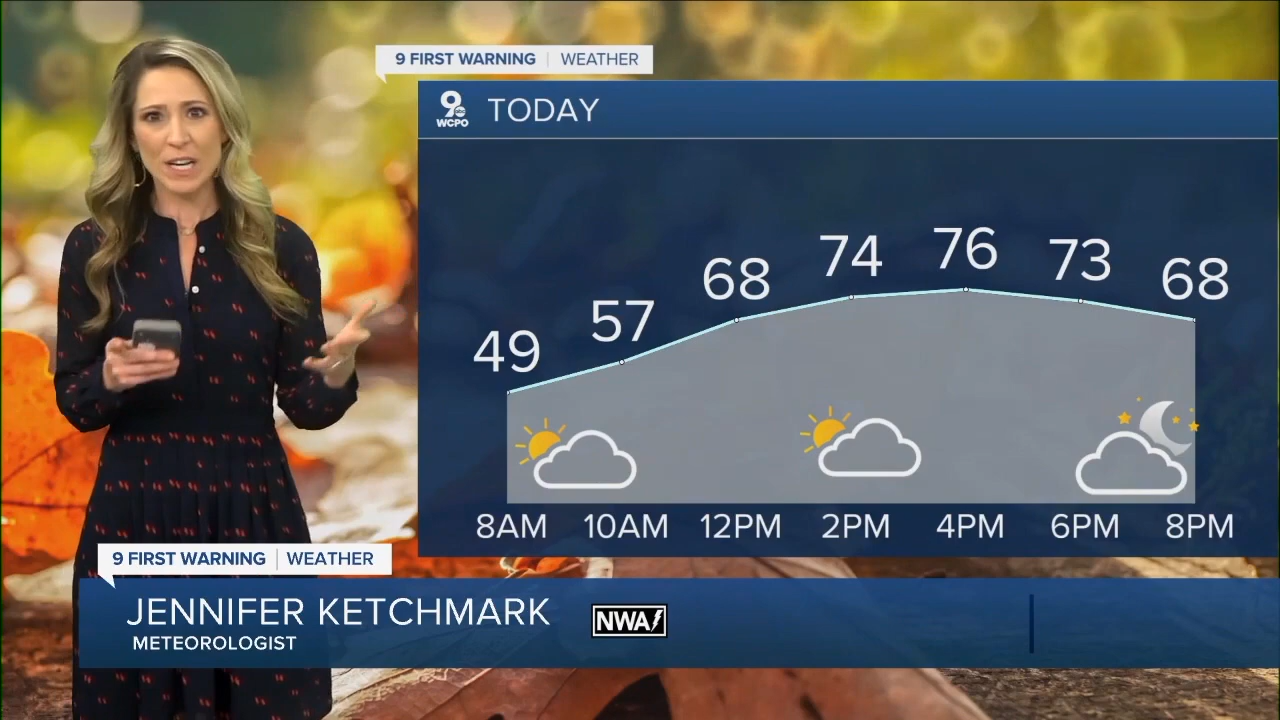 9 FIRST WARNING | WEATHER
9 WCPO TODAY
49 57 68 74 76 73 68
8AM 10AM 12PM 2PM 4PM 6PM 8PM
9 FIRST WARNING | WEATHER
JENNIFER KETCHMARK
METEOROLOGIST
NWA